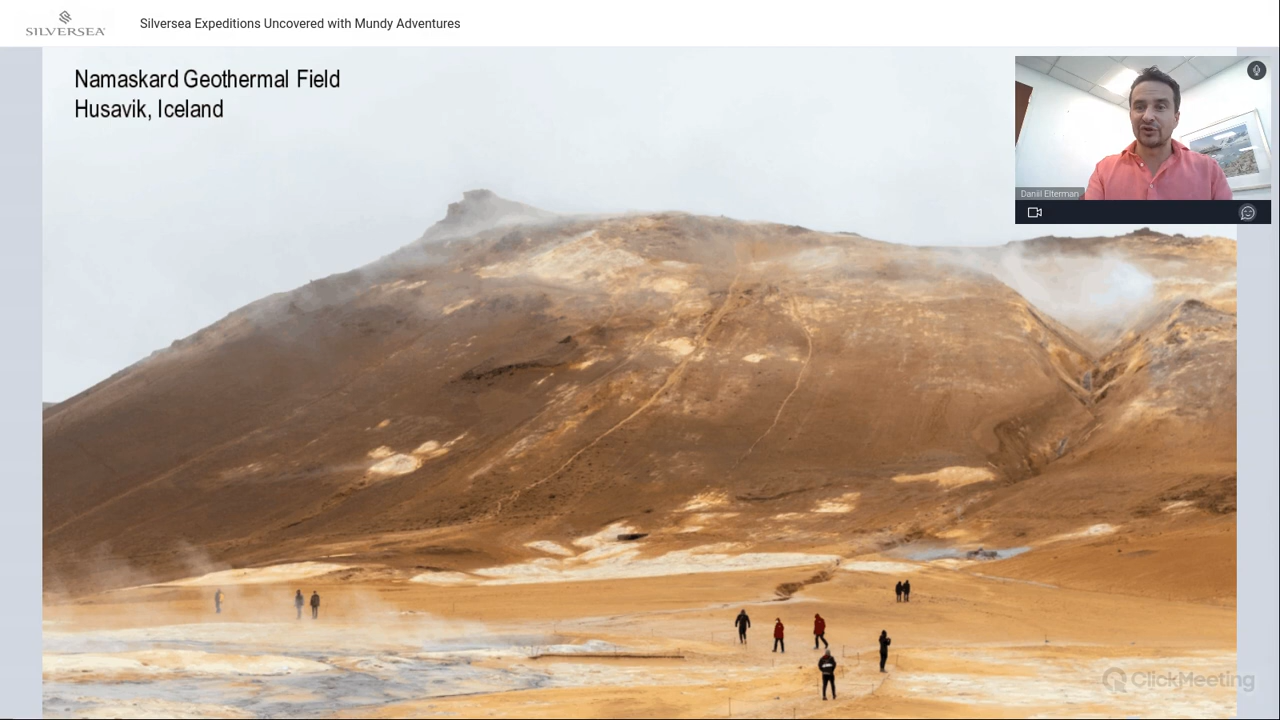 SILVERSEA
Silversea Expeditions Uncovered with Mundy Adventures
Namaskard Geothermal Field
Husavik, Iceland
Daniil Elterman
ClickMeeting